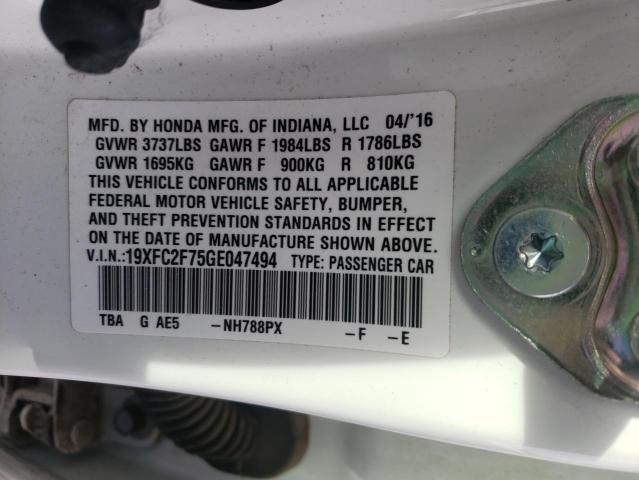 MFD. BY HONDA MFG. OF INDIANA, LLC 04/'16
GVWR 3737LBS GAWR F 1984LBS R 1786LBS
GVWR 1695KG GAWR F 900KG R 810KG
THIS VEHICLE CONFORMS TO ALL APPLICABLE
FEDERAL MOTOR VEHICLE SAFETY, BUMPER,
AND THEFT PREVENTION STANDARDS IN EFFECT
ON THE DATE OF MANUFACTURE SHOWN ABOVE.
V.I.N.:19XFC2F75GE047494 TYPE: PASSENGER CAR
TBA G AE5 -NH788PX -F -E